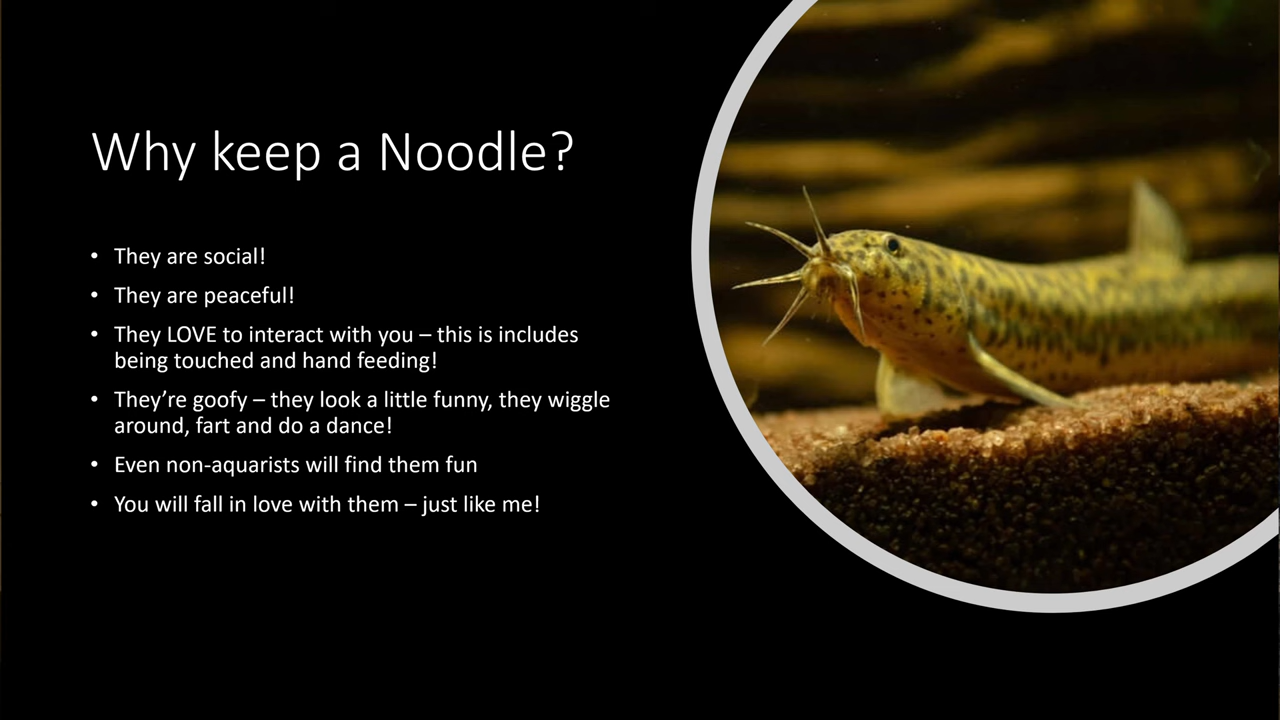 Why keep a Noodle?
• They are social!
• They are peaceful!
• They LOVE to interact with you – this is includes
being touched and hand feeding!
• They’re goofy – they look a little funny, they wiggle
around, fart and do a dance!
• Even non-aquarists will find them fun
• You will fall in love with them – just like me!